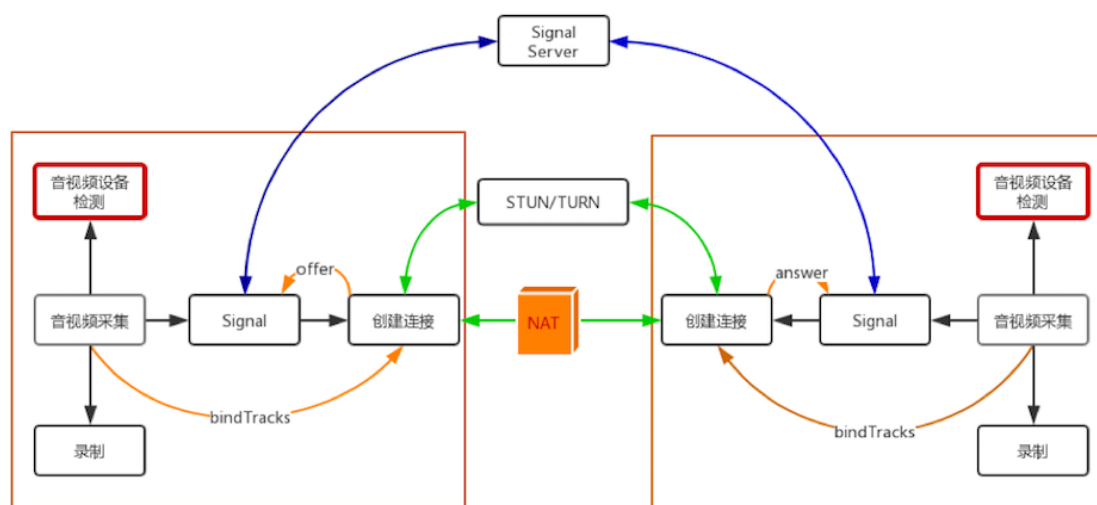 Signal
Server
音视频设备
检测
STUN/TURN
音视频设备
检测
offer
answer
音视频采集
Signal
创建连接
NAT
创建连接
Signal
音视频采集
bindTracks
bindTracks
录制
录制